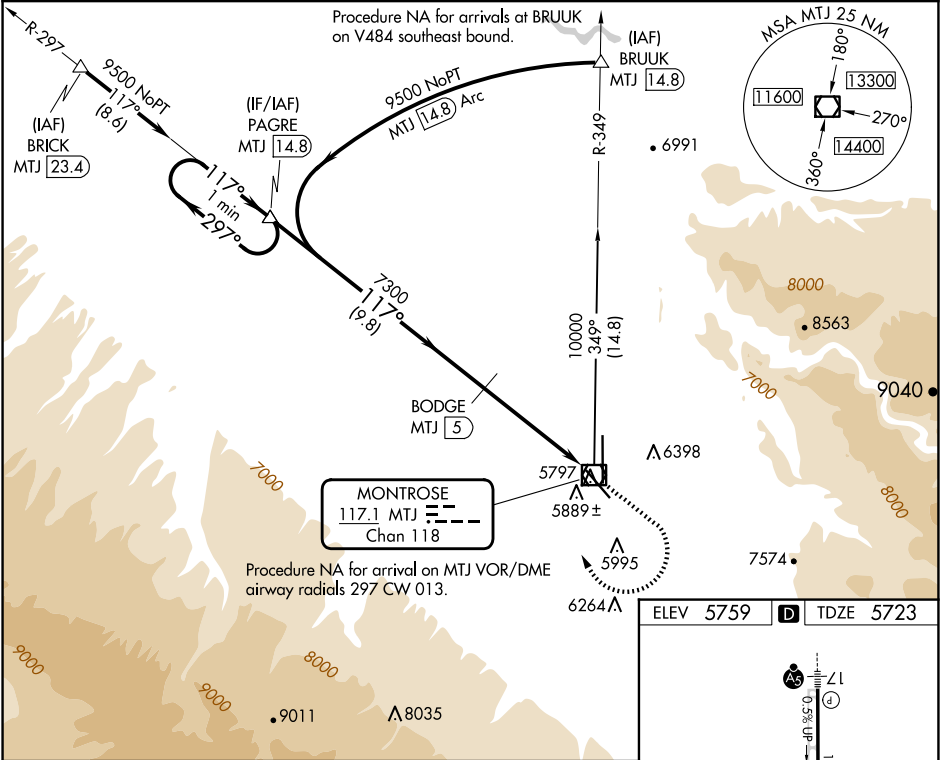 Procedure NA for arrivals at BRUUK
on V484 southeast bound.
R-297
9500 NoPT
117°
(8.6)
(IAF)
BRICK
MTJ 23.4
(IF/IAF)
PAGRE
MTJ 14.8
117°
1 min
297°
9500 NoPT
MTJ 14.8 Arc
(IAF)
BRUUK
MTJ 14.8
R-349
6991
MSA MTJ 25 NM
180°
13300
11600
270°
14400
360°
7300
117°
(9.8)
10000
349°
(14.8)
8000
8563
7000
9040
BODGE
MTJ 5
6398
5797
5889±
8000
7000
MONTROSE
117.1 MTJ
Chan 118
5995
7574
Procedure NA for arrival on MTJ VOR/DME
airway radials 297 CW 013.
6264
ELEV 5759 D TDZE 5723
9000
8000
9000
9011
8035
A5
17
P
0.5% UP
1